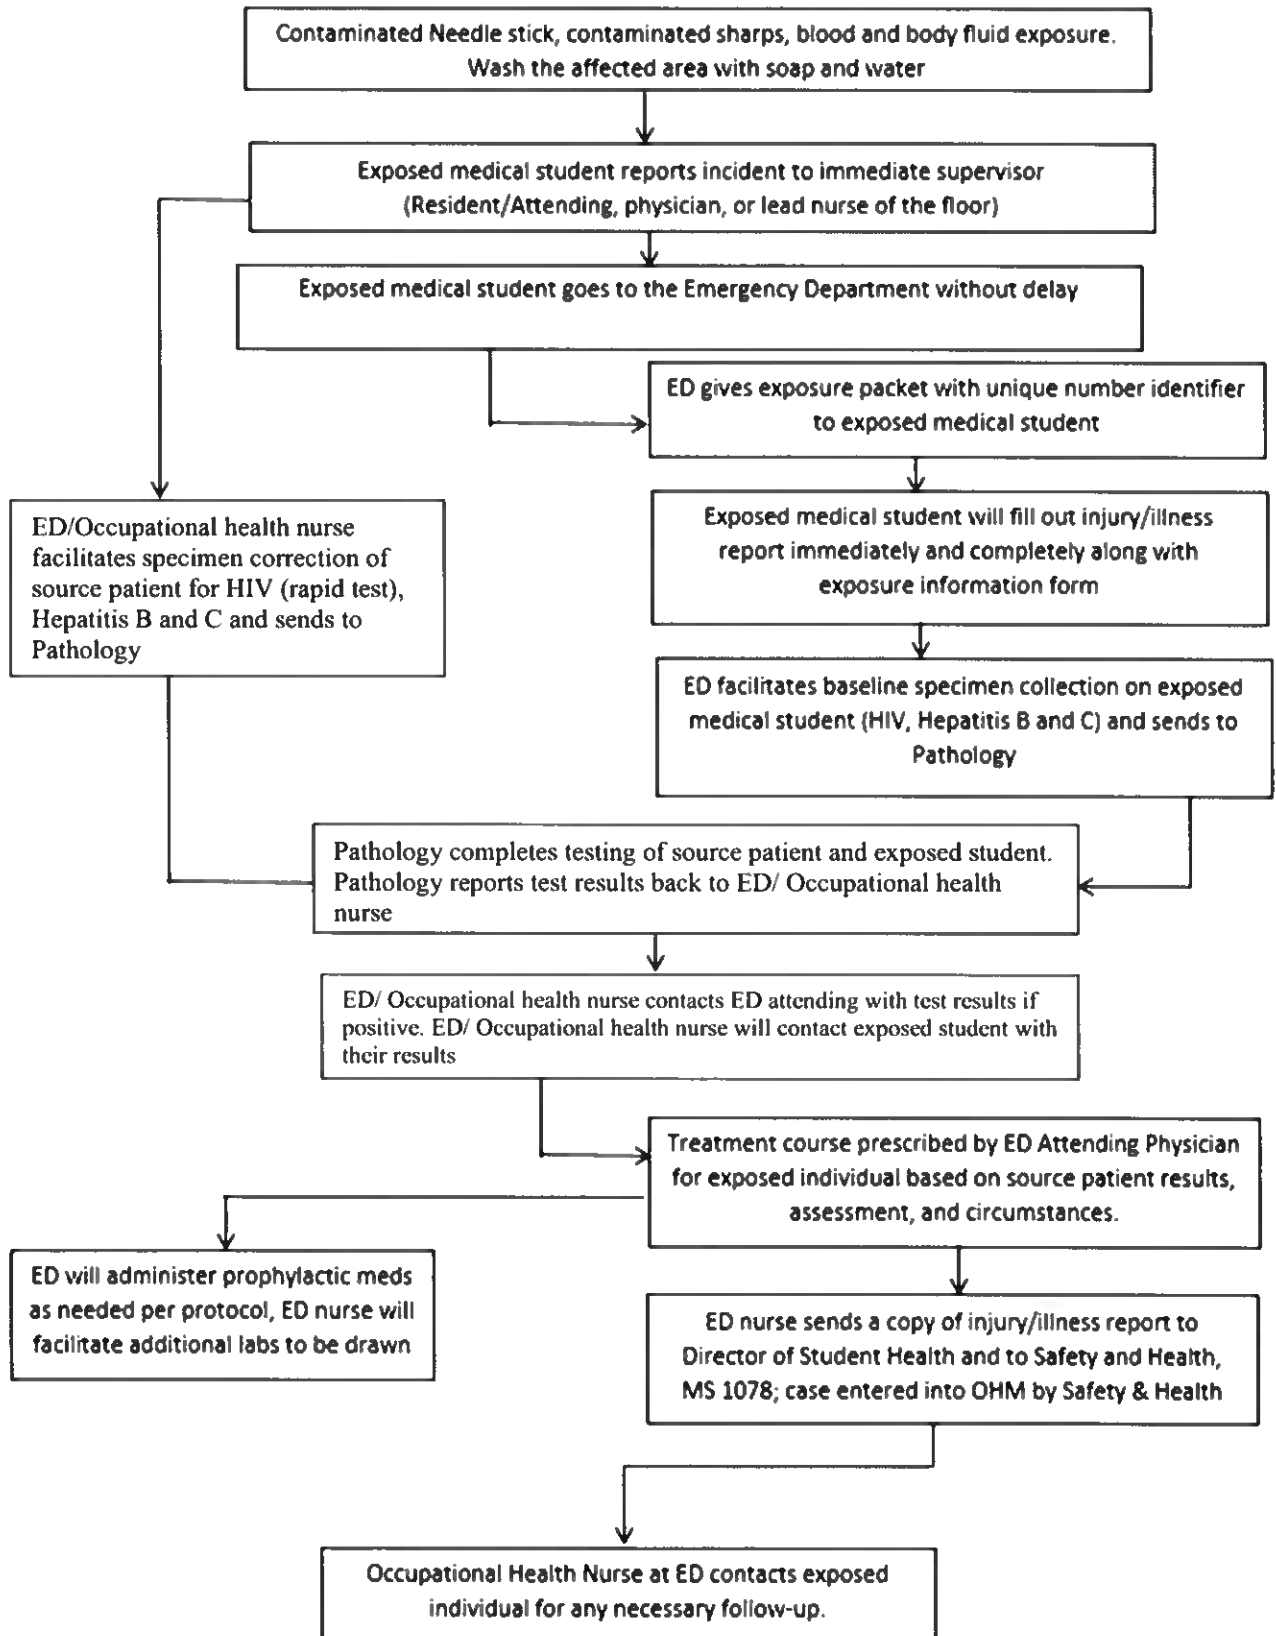 Contaminated Needle stick, contaminated sharps, blood and body fluid exposure.
Wash the affected area with soap and water
Exposed medical student reports incident to immediate supervisor
(Resident/Attending, physician, or lead nurse of the floor)
Exposed medical student goes to the Emergency Department without delay
ED gives exposure packet with unique number identifier
to exposed medical student
Exposed medical student will fill out injury/illness
report immediately and completely along with
exposure information form
ED/Occupational health nurse
facilitates specimen correction of
source patient for HIV (rapid test),
Hepatitis B and C and sends to
Pathology
ED facilitates baseline specimen collection on exposed
medical student (HIV, Hepatitis B and C) and sends to
Pathology
Pathology completes testing of source patient and exposed student.
Pathology reports test results back to ED/ Occupational health
nurse
ED/ Occupational health nurse contacts ED attending with test results if
positive. ED/ Occupational health nurse will contact exposed student with
their results
Treatment course prescribed by ED Attending Physician
for exposed individual based on source patient results,
assessment, and circumstances.
ED will administer prophylactic meds
as needed per protocol, ED nurse will
facilitate additional labs to be drawn
ED nurse sends a copy of injury/illness report to
Director of Student Health and to Safety and Health,
MS 1078; case entered into OHM by Safety & Health
Occupational Health Nurse at ED contacts exposed
individual for any necessary follow-up.